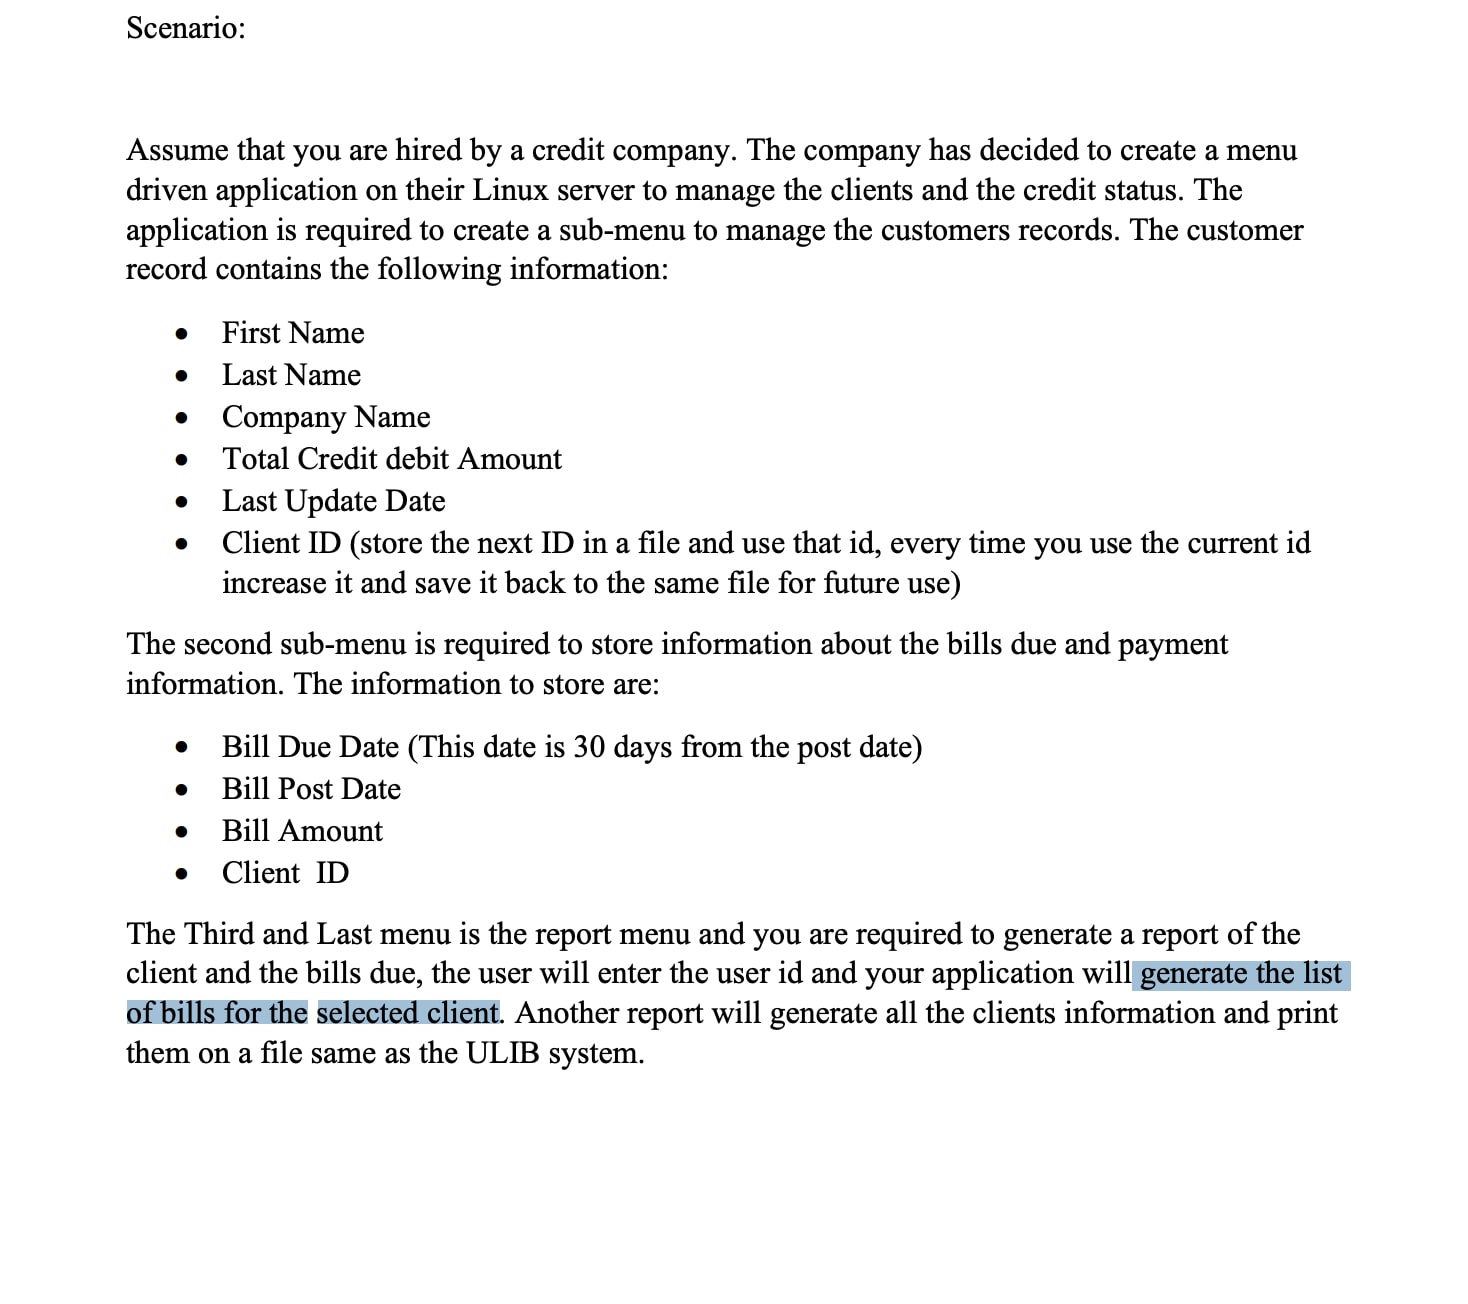 Scenario:
Assume that you are hired by a credit company. The company has decided to create a menu
driven application on their Linux server to manage the clients and the credit status. The
application is required to create a sub-menu to manage the customers records. The customer
record contains the following information:
• First Name
• Last Name
• Company Name
• Total Credit debit Amount
• Last Update Date
• Client ID (store the next ID in a file and use that id, every time you use the current id
increase it and save it back to the same file for future use)
The second sub-menu is required to store information about the bills due and payment
information. The information to store are:
• Bill Due Date (This date is 30 days from the post date)
• Bill Post Date
• Bill Amount
• Client  ID
The Third and Last menu is the report menu and you are required to generate a report of the
client and the bills due, the user will enter the user id and your application will generate the list
of bills for the selected client. Another report will generate all the clients information and print
them on a file same as the ULIB system.